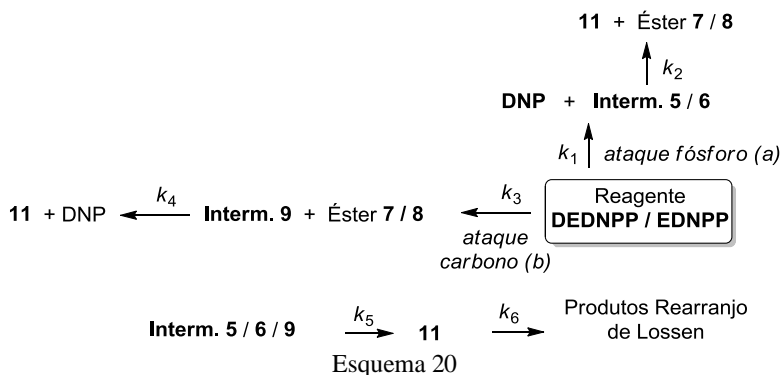 11 + Éster 7 / 8
k2
DNP + Interm. 5 / 6
k1 ataque fósforo (a)
11 + DNP k4 Interm. 9 + Éster 7 / 8 k3 ataque carbono (b)
Reagente
DEDNPP / EDNPP
Interm. 5 / 6 / 9 k5 11 k6 Produtos Rearranjo
de Lossen
Esquema 20